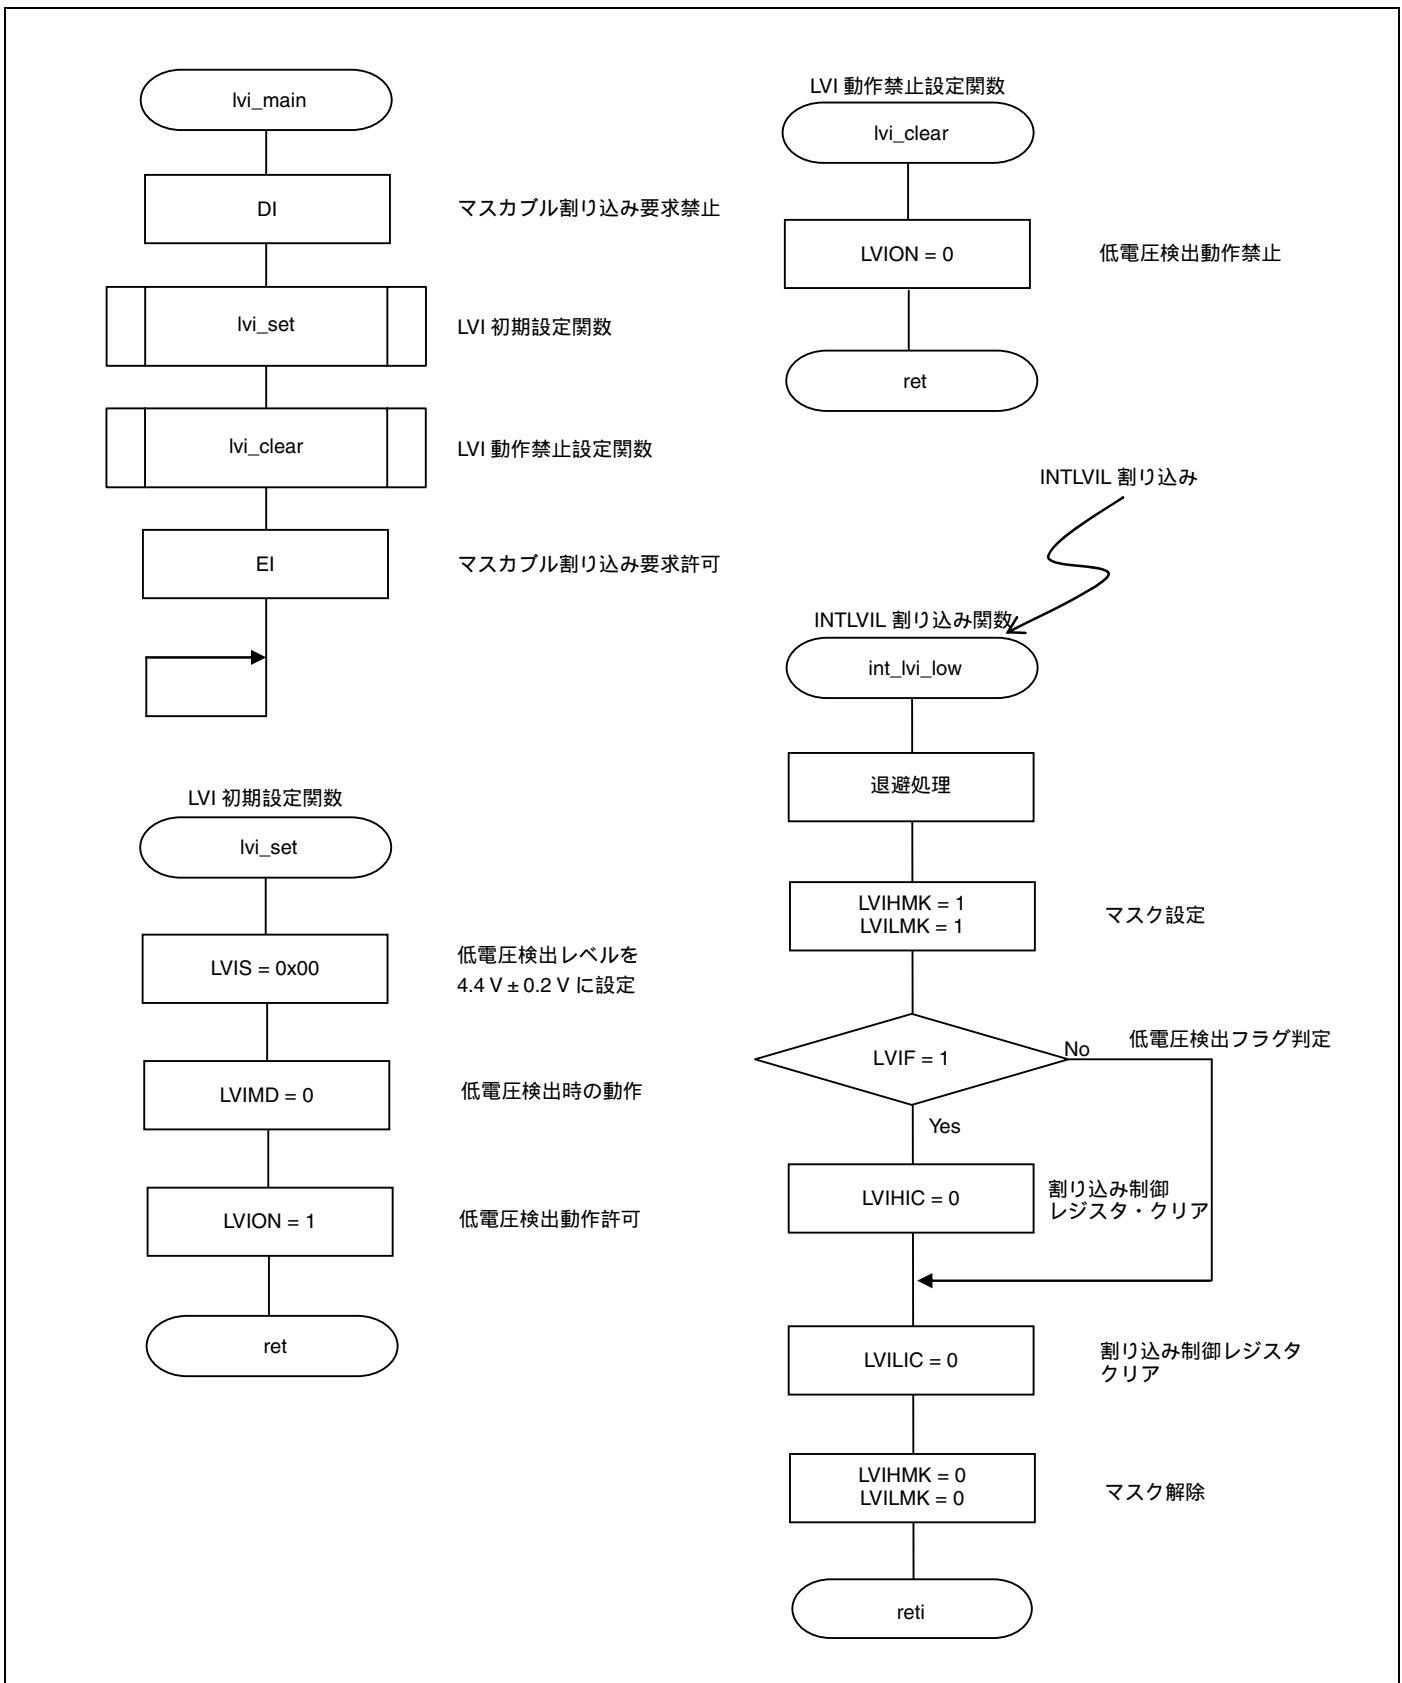 lvi_main
DI
マスカブル割り込み要求禁止
lvi_set
LVI 初期設定関数
lvi_clear
LVI 動作禁止設定関数
EI
マスカブル割り込み要求許可
LVI 初期設定関数
lvi_set
LVIS = 0x00
低電圧検出レベルを
4.4 V ± 0.2 V に設定
LVIMD = 0
低電圧検出時の動作
LVION = 1
低電圧検出動作許可
ret
LVI 動作禁止設定関数
lvi_clear
LVION = 0
低電圧検出動作禁止
ret
INTLVIL 割り込み
INTLVIL 割り込み関数
int_lvi_low
退避処理
LVIHMK = 1
LVILMK = 1
マスク設定
LVIF = 1
No
低電圧検出フラグ判定
Yes
LVIHIC = 0
割り込み制御
レジスタ・クリア
LVILIC = 0
割り込み制御レジスタ
クリア
LVIHMK = 0
LVILMK = 0
マスク解除
reti